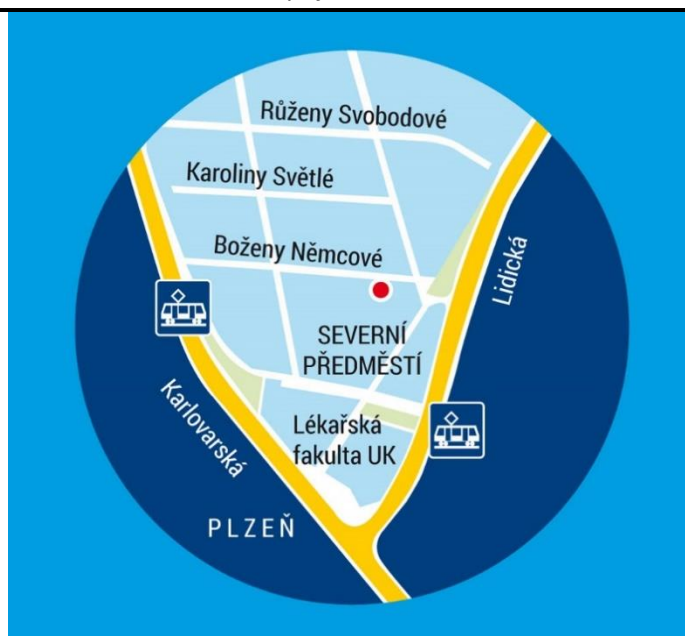 Růženy Svobodové
Karoliny Světlé
Boženy Němcové
Lidická
SEVERNÍ
PŘEDMĚSTÍ
Karlovarská
Lékařská
fakulta UK
PLZEŇ